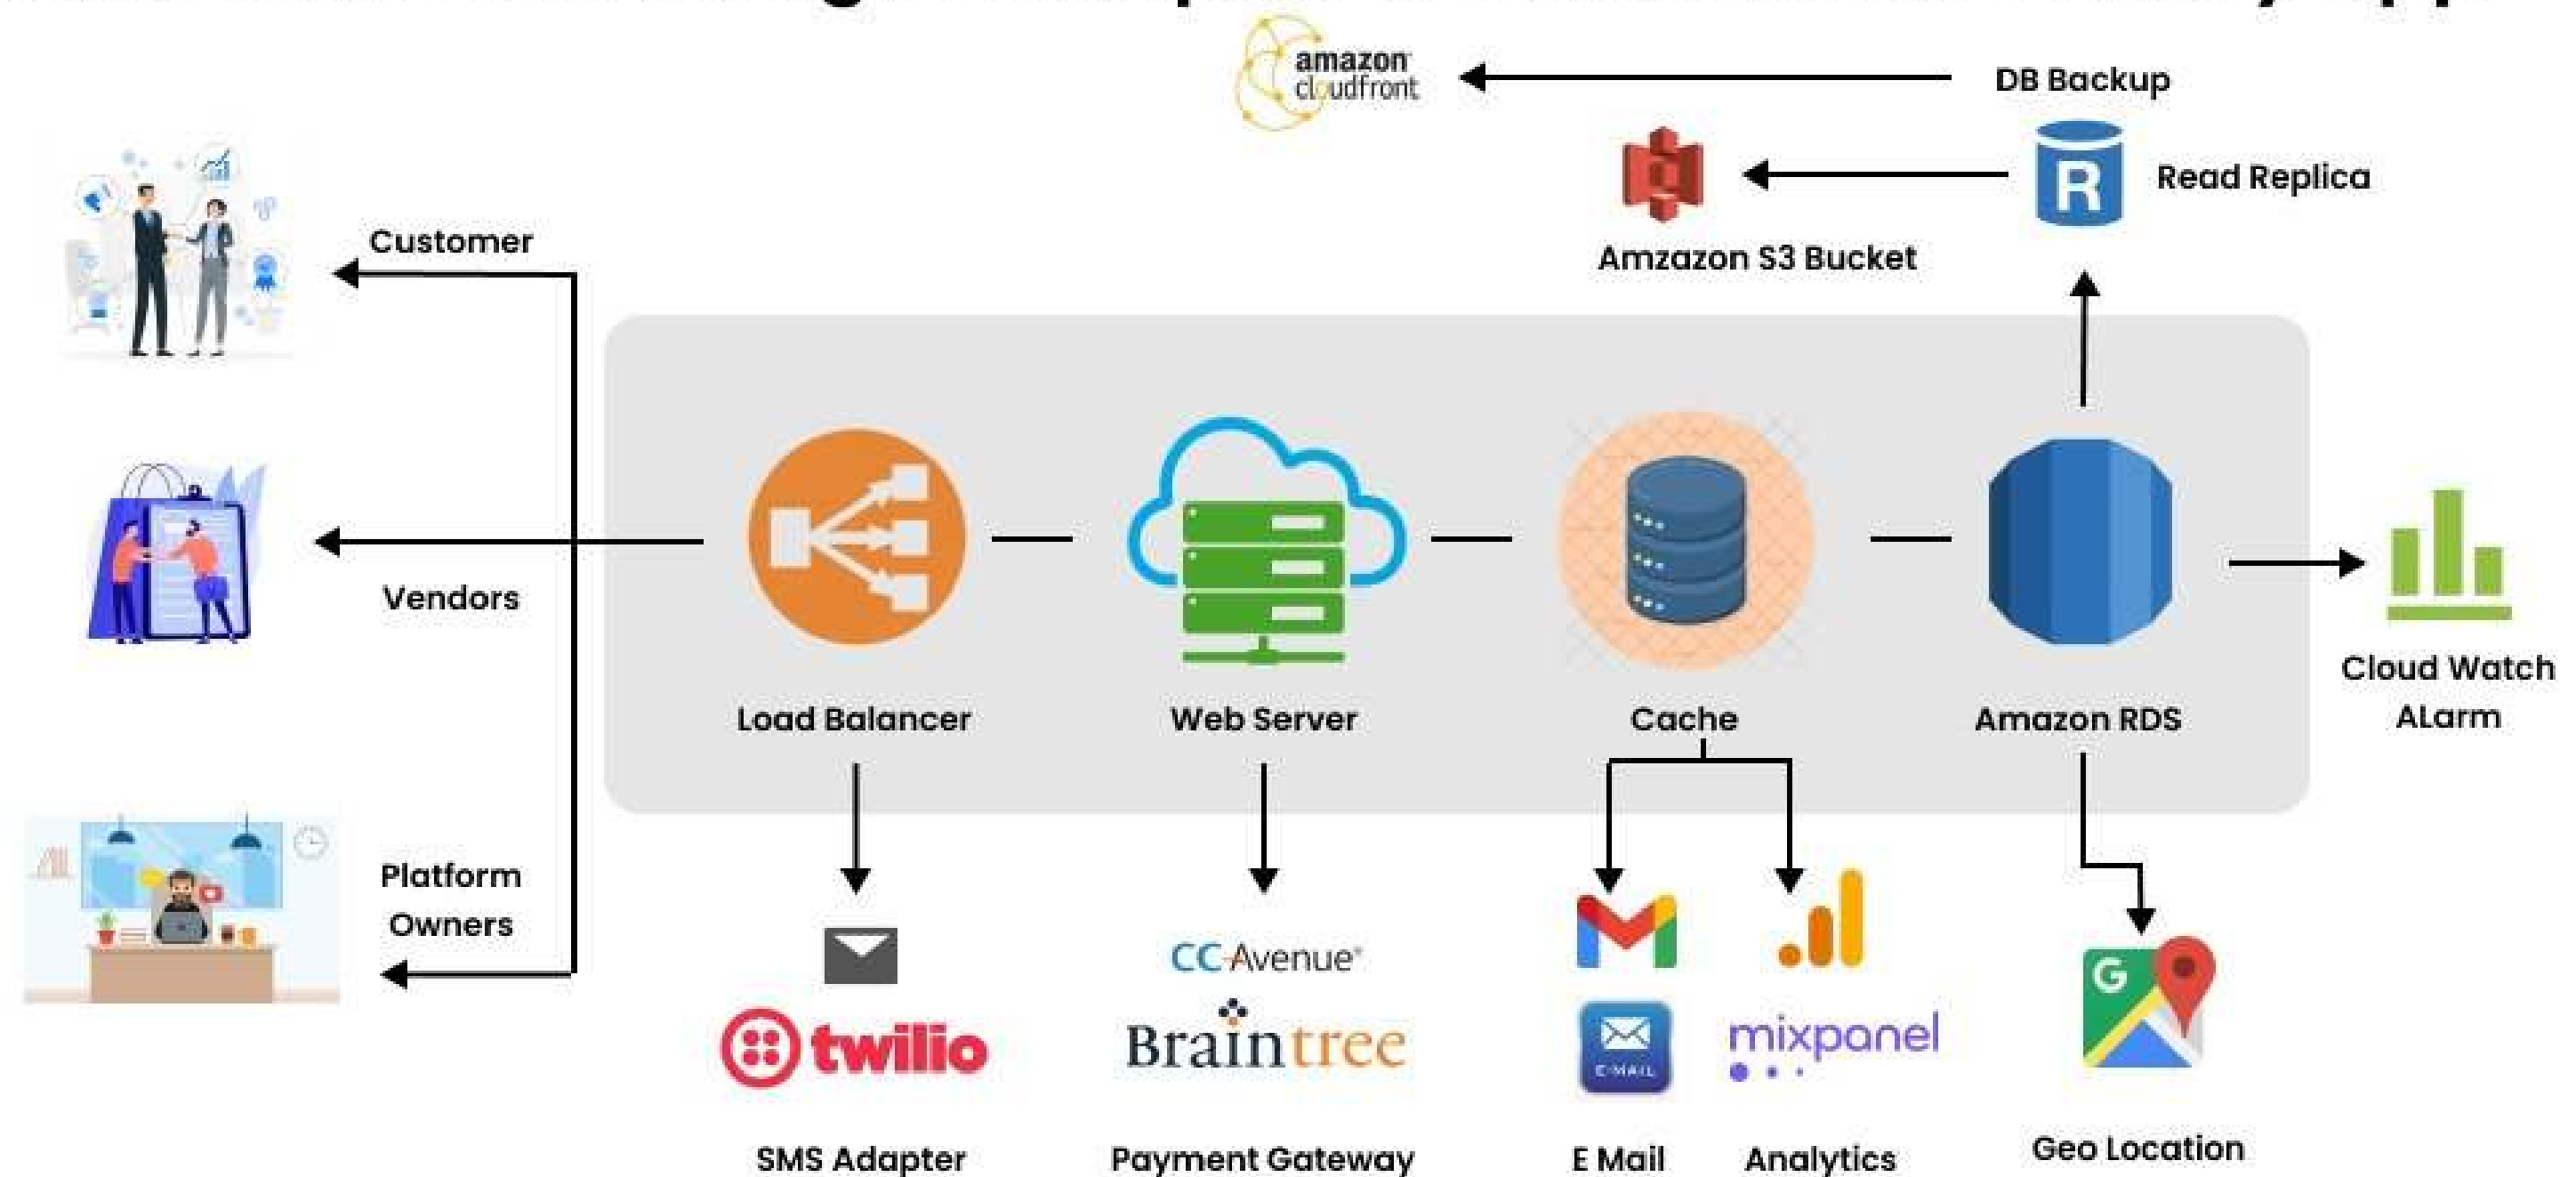 amazon
cloudfront
DB Backup
R
Read Replica
Amzazon S3 Bucket
Customer
Vendors
Platform
Owners
Load Balancer
Web Server
Cache
Amazon RDS
Cloud Watch
ALarm
CCAvenue®
twilio
Braintree
E-MAIL
mixpanel
G
SMS Adapter
Payment Gateway
E Mail
Analytics
Geo Location